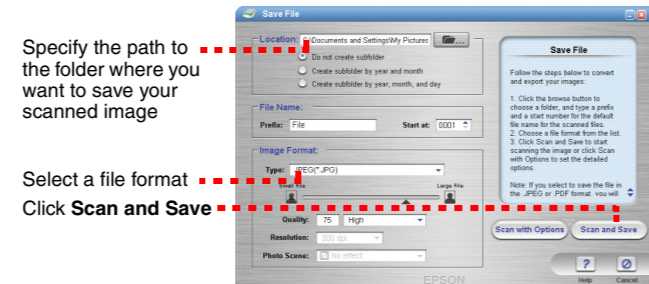 Specify the path to
the folder where you
want to save your
scanned image
Select a file format
Click Scan and Save
Save File
Location: C:\Documents and Settings\My Pictures
Do not create subfolder
Create subfolder by year and month
Create subfolder by year, month, and day
File Name:
Prefix: File Start at: 0001
Image Format:
Type: JPEG(*.JPG)
Small File Large File
Quality: 75 High
Resolution: 300 dpi
Photo Scene: No effect
EPSON
Save File
Follow the steps below to convert
and export your images:
1. Click the browse button to
choose a folder, and type a prefix
and a start number for the default
file name for the scanned files.
2. Choose a file format from the list.
3. Click Scan and Save to start
scanning the image or click Scan
with Options to set the detailed
options.
Note: If you select to save the file in
the .JPEG or .PDF format, you will
Scan with Options Scan and Save
Help Cancel